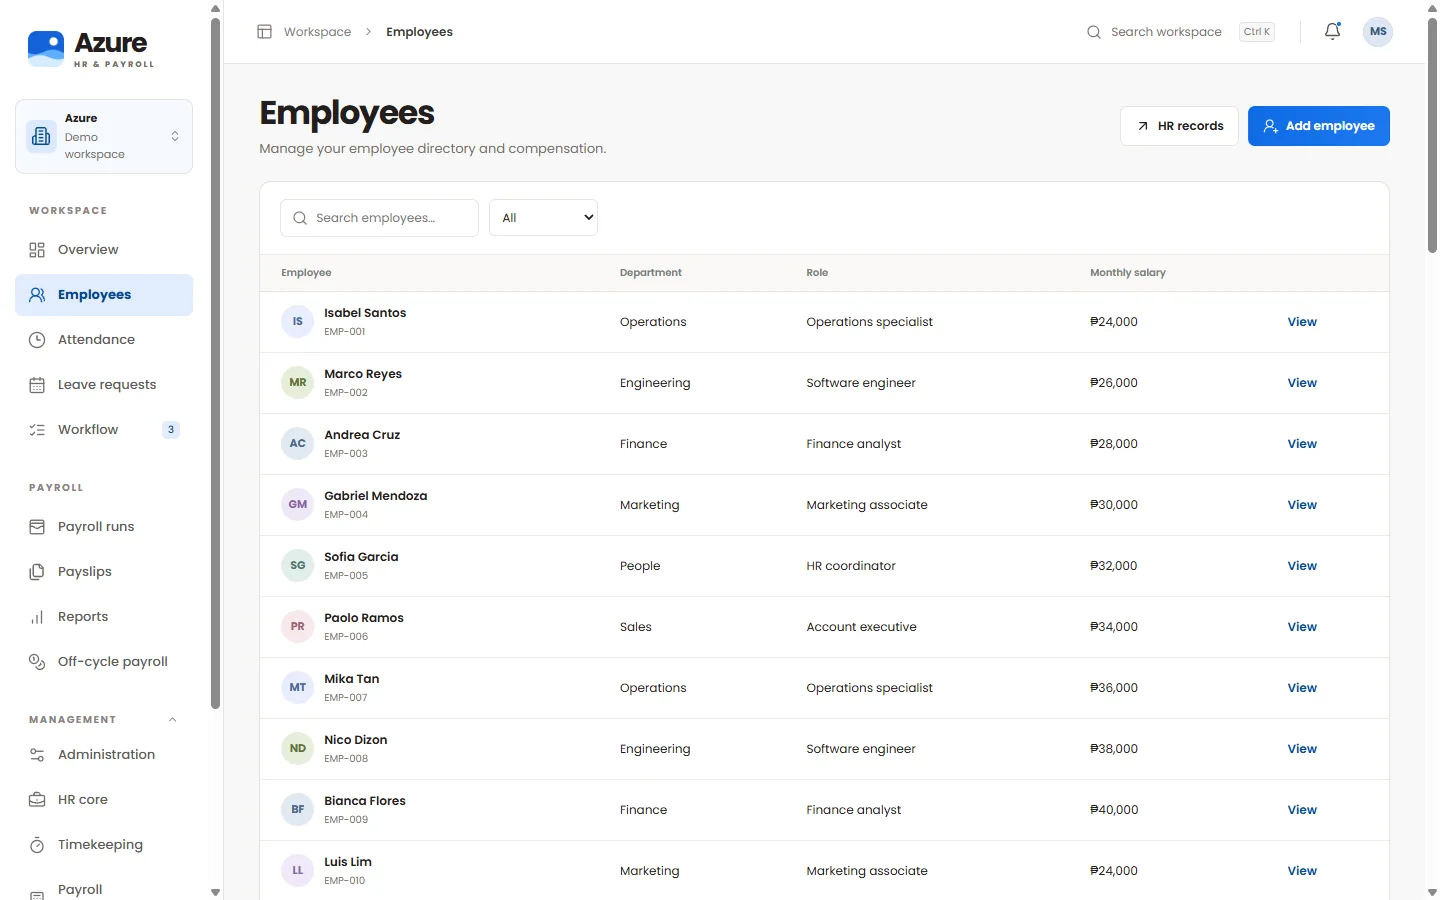 Azure
HR & PAYROLL
Azure
Demo
workspace
WORKSPACE
Overview
Employees
Attendance
Leave requests
Workflow 3
PAYROLL
Payroll runs
Payslips
Reports
Off-cycle payroll
MANAGEMENT
Administration
HR core
Timekeeping
Payroll
Workspace Employees
Search workspace Ctrl K
MS
Employees
Manage your employee directory and compensation.
HR records
Add employee
Search employees... All
Employee Department Role Monthly salary
IS Isabel Santos EMP-001 Operations Operations specialist ₱24,000 View
MR Marco Reyes EMP-002 Engineering Software engineer ₱26,000 View
AC Andrea Cruz EMP-003 Finance Finance analyst ₱28,000 View
GM Gabriel Mendoza EMP-004 Marketing Marketing associate ₱30,000 View
SG Sofia Garcia EMP-005 People HR coordinator ₱32,000 View
PR Paolo Ramos EMP-006 Sales Account executive ₱34,000 View
MT Mika Tan EMP-007 Operations Operations specialist ₱36,000 View
ND Nico Dizon EMP-008 Engineering Software engineer ₱38,000 View
BF Bianca Flores EMP-009 Finance Finance analyst ₱40,000 View
LL Luis Lim EMP-010 Marketing Marketing associate ₱24,000 View